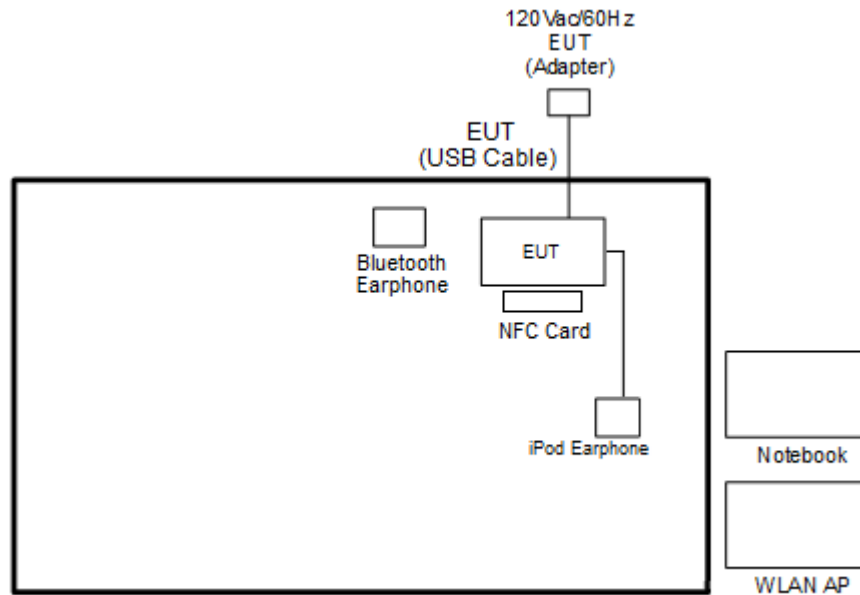 120Vac/60Hz
EUT
(Adapter)
EUT
(USB Cable)
EUT
Bluetooth
Earphone
NFC Card
iPod Earphone
Notebook
WLAN AP